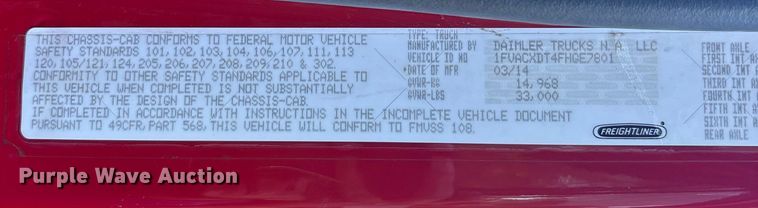 THIS CHASSIS-CAB CONFORMS TO FEDERAL MOTOR VEHICLE
SAFETY STANDARDS 101, 102, 103, 104, 106, 107, 111, 113
120, 105/121, 124, 205, 206, 207, 208, 209, 210 & 302.
CONFORMITY TO OTHER SAFETY STANDARDS APPLICABLE TO
THIS VEHICLE WHEN COMPLETED IS NOT SUBSTANTIALLY
AFFECTED BY THE DESIGN OF THE CHASSIS-CAB.
IF COMPLETED IN ACCORDANCE WITH INSTRUCTIONS IN THE INCOMPLETE VEHICLE DOCUMENT
PURSUANT TO 49CFR, PART 568, THIS VEHICLE WILL CONFORM TO FMVSS 108.
TYPE: TRUCK
MANUFACTURED BY DAIMLER TRUCKS N.A. LLC
VEHICLE ID NO 1FVACXDT4FHGE7801
DATE OF MFR 03/14
GVWR-KG 14,968
GVWR-LBS 33,000
FREIGHTLINER
FRONT AXLE
FIRST INT A
SECOND INT
THIRD INT A
FOURTH INT
FIFTH INT A
SIXTH INT A
REAR AXLE
Purple Wave Auction